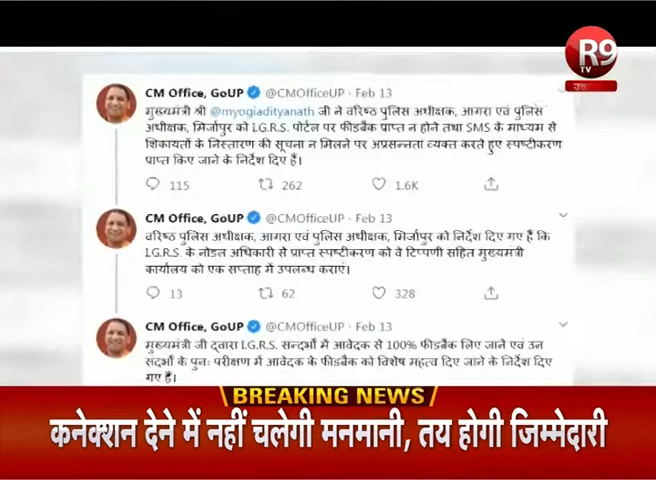 R9
TV
उत्त
CM Office, GoUP @CMOfficeUP · Feb 13
मुख्यमंत्री श्री @myogiadityanath जी ने वरिष्ठ पुलिस अधीक्षक, आगरा एवं पुलिस
अधीक्षक, मिर्जापुर को I.G.R.S. पोर्टल पर फीडबैक प्राप्त न होने तथा SMS के माध्यम से
शिकायतों के निस्तारण की सूचना न मिलने पर अप्रसन्नता व्यक्त करते हुए स्पष्टीकरण
प्राप्त किए जाने के निर्देश दिए हैं।
115 262 1.6K
CM Office, GoUP @CMOfficeUP · Feb 13
वरिष्ठ पुलिस अधीक्षक, आगरा एवं पुलिस अधीक्षक, मिर्जापुर को निर्देश दिए गए हैं कि
I.G.R.S. के नोडल अधिकारी से प्राप्त स्पष्टीकरण को वे टिप्पणी सहित मुख्यमंत्री
कार्यालय को एक सप्ताह में उपलब्ध कराएं।
13 62 328
CM Office, GoUP @CMOfficeUP · Feb 13
मुख्यमंत्री जी द्वारा I.G.R.S. सन्दर्भों में आवेदक से 100% फीडबैक लिए जाने एवं उन
संदर्भों के पुनः परीक्षण में आवेदक के फीडबैक को विशेष महत्व दिए जाने के निर्देश दिए
गए हैं।
BREAKING NEWS
कनेक्शन देने में नहीं चलेगी मनमानी, तय होगी जिम्मेदारी